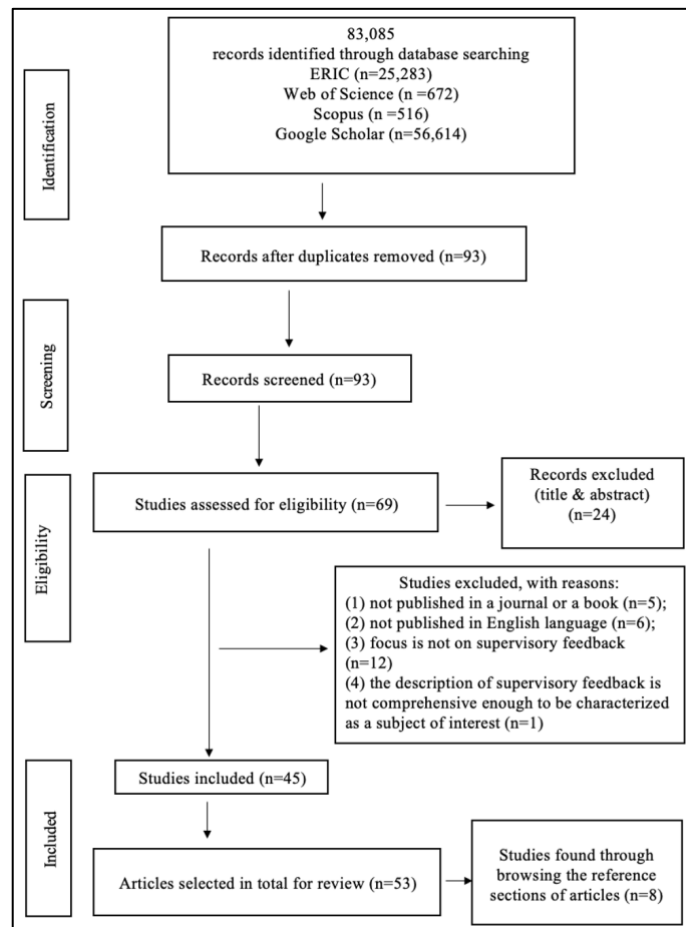 83,085
records identified through database searching
ERIC (n=25,283)
Web of Science (n =672)
Scopus (n =516)
Google Scholar (n=56,614)
Identification
Records after duplicates removed (n=93)
Screening
Records screened (n=93)
Eligibility
Studies assessed for eligibility (n=69)
Records excluded
(title & abstract)
(n=24)
Studies excluded, with reasons:
(1) not published in a journal or a book (n=5);
(2) not published in English language (n=6);
(3) focus is not on supervisory feedback
(n=12)
(4) the description of supervisory feedback is
not comprehensive enough to be characterized
as a subject of interest (n=1)
Included
Studies included (n=45)
Articles selected in total for review (n=53)
Studies found through
browsing the reference
sections of articles (n=8)